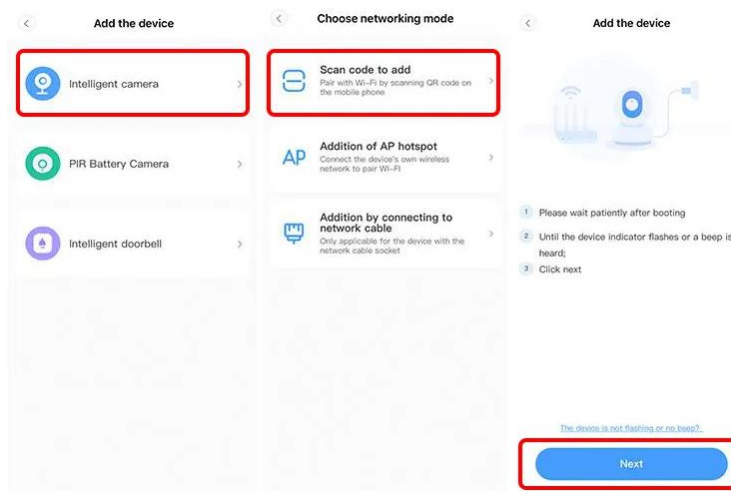 Add the device
Intelligent camera
PIR Battery Camera
Intelligent doorbell
Choose networking mode
Scan code to add
Pair with Wi-Fi by scanning QR code on
the mobile phone
AP
Addition of AP hotspot
Connect the device's own wireless
network to pair Wi-Fi
Addition by connecting to
network cable
Only applicable for the device with the
network cable socket
Add the device
1 Please wait patiently after booting
2 Until the device indicator flashes or a beep is
heard;
3 Click next
The device is not flashing or no beep?
Next